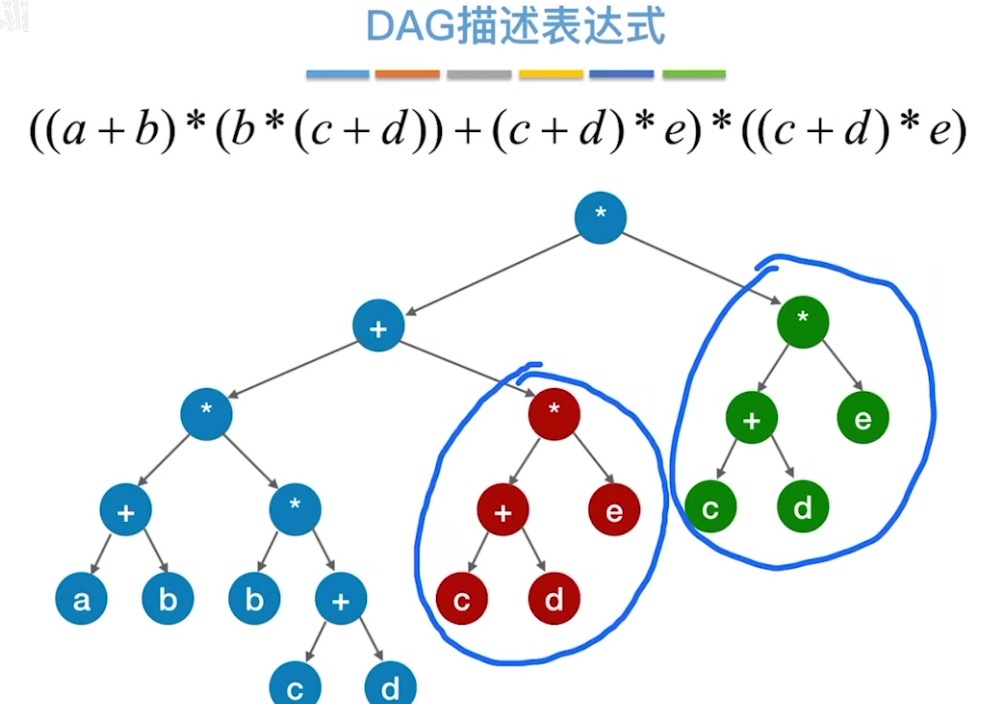 DAG描述表达式
((a+b)*(b*(c+d))+(c+d)*e)*((c+d)*e)
*
+ *
* * + e
+ * + e c d
a b b + c d
c d